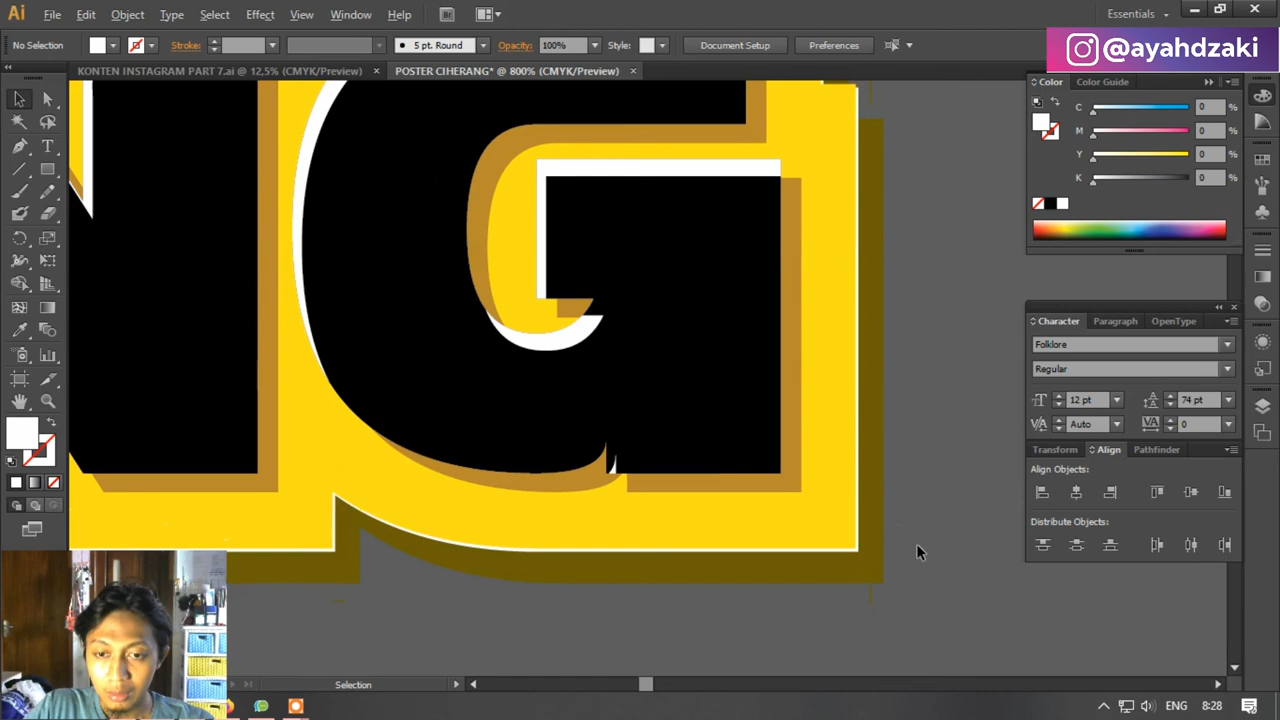 Ai File Edit Object Type Select Effect View Window Help Br Essentials
No Selection Stroke: 5 pt. Round Opacity: 100% Style: Document Setup Preferences
@ayahdzaki
KONTEN INSTAGRAM PART 7.ai @ 12,5% (CMYK/Preview) × POSTER CIHERANG* @ 800% (CMYK/Preview) ×
Color Color Guide
C 0 %
M 0 %
Y 0 %
K 0 %
G
Character Paragraph OpenType
Folklore
Regular
12 pt 74 pt
Auto 0
Transform Align Pathfinder
Align Objects:
Distribute Objects:
Selection
ENG 8:28